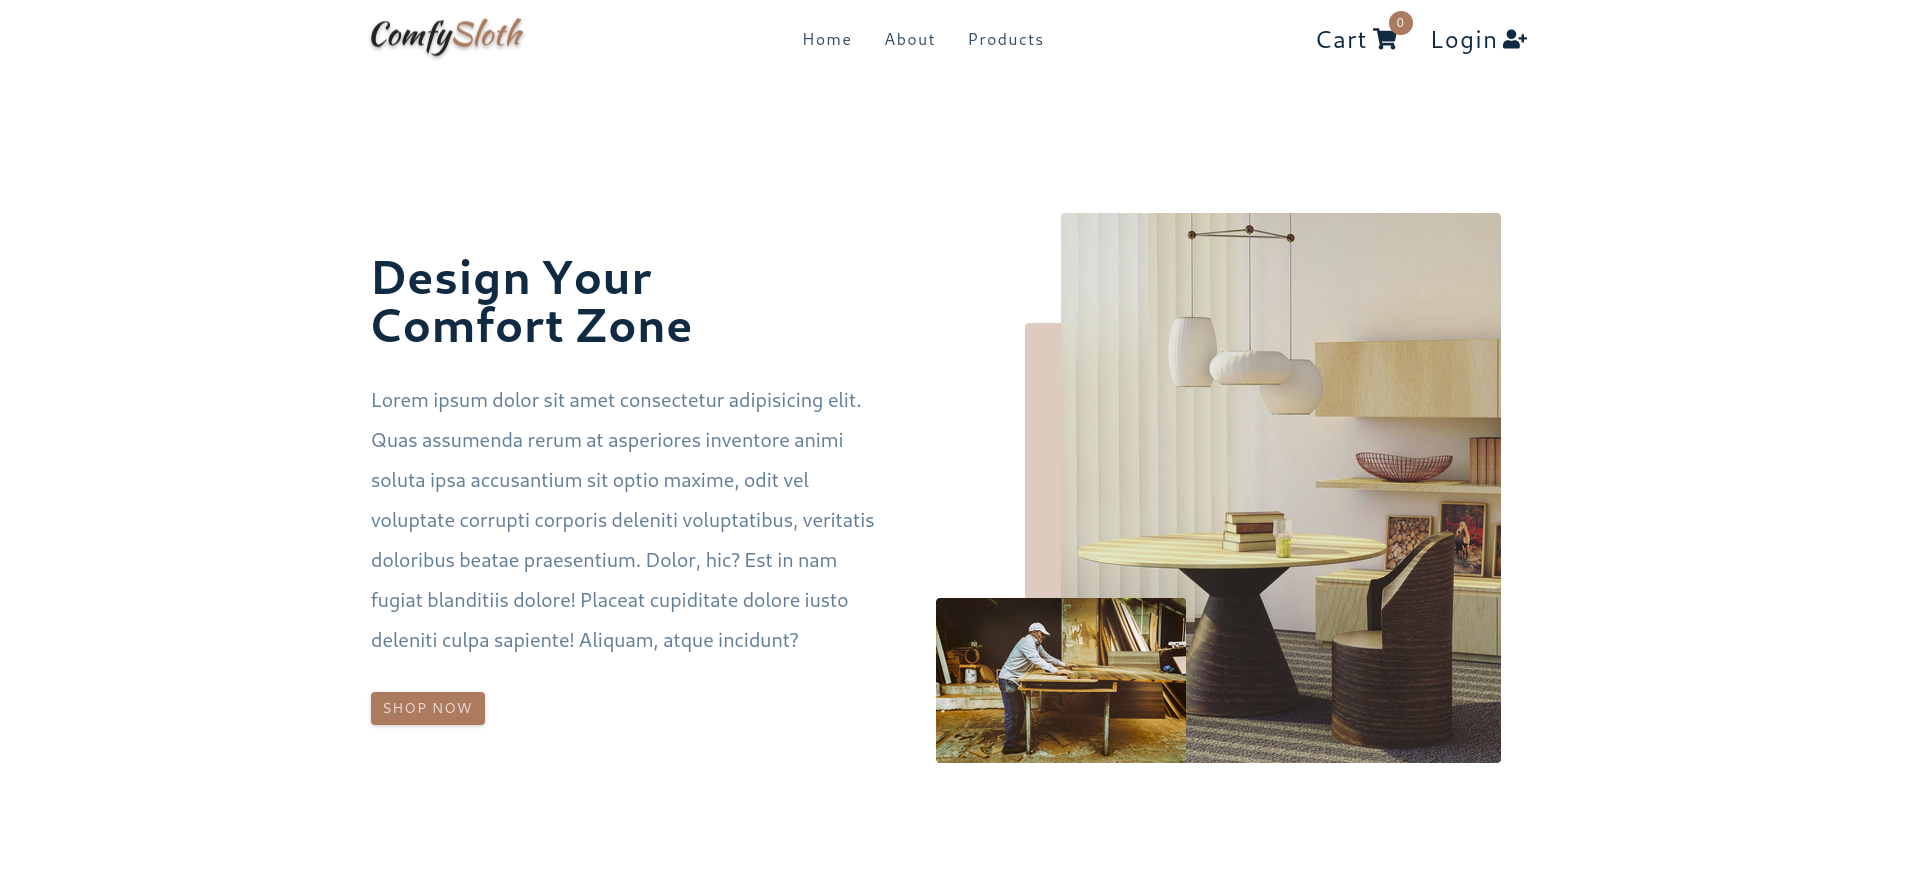 ComfySloth
Home About Products
Cart 0 Login
Design Your
Comfort Zone
Lorem ipsum dolor sit amet consectetur adipisicing elit.
Quas assumenda rerum at asperiores inventore animi
soluta ipsa accusantium sit optio maxime, odit vel
voluptate corrupti corporis deleniti voluptatibus, veritatis
doloribus beatae praesentium. Dolor, hic? Est in nam
fugiat blanditiis dolore! Placeat cupiditate dolore iusto
deleniti culpa sapiente! Aliquam, atque incidunt?
SHOP NOW